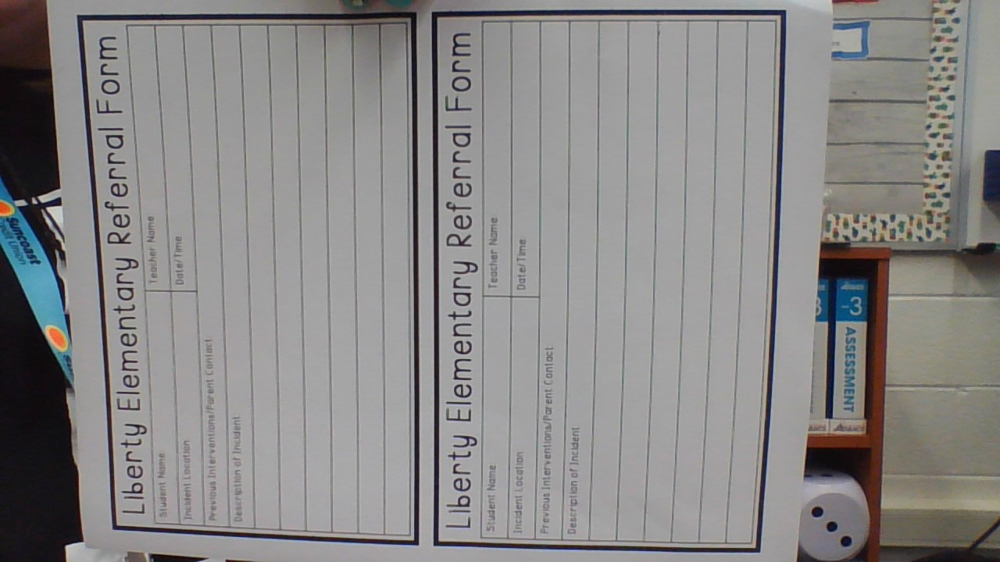 Liberty Elementary Referral Form
Student Name Teacher Name
Incident Location Date/Time
Previous Interventions/Parent Contact
Description of Incident
Liberty Elementary Referral Form
Student Name Teacher Name
Incident Location Date/Time
Previous Interventions/Parent Contact
Description of Incident
Suncoast
Credit Union
3
-3
ASSESSMENT